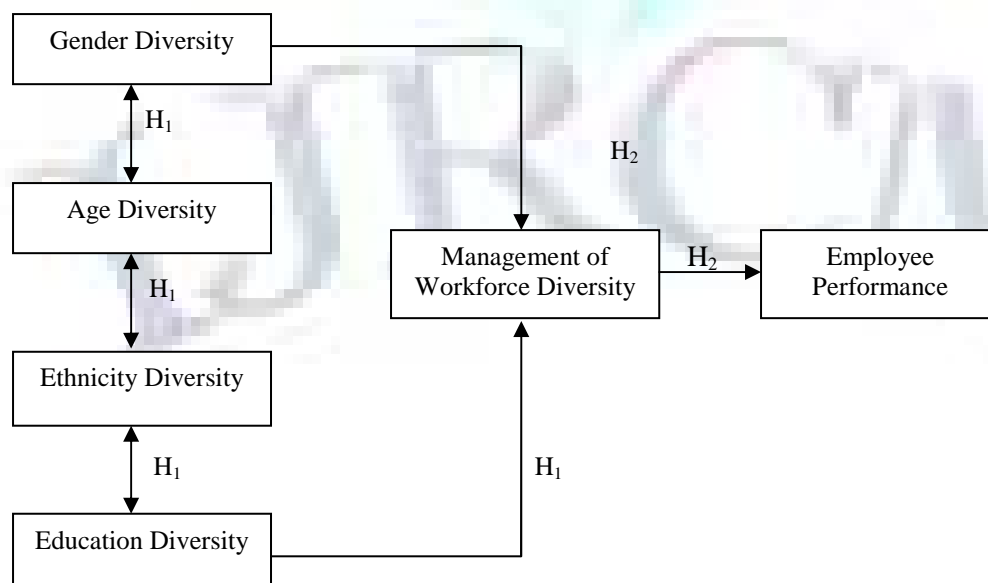 Gender Diversity
H₁
Age Diversity
H₁
Ethnicity Diversity
H₁
Education Diversity
H₂
Management of
Workforce Diversity
H₁
H₂
Employee
Performance